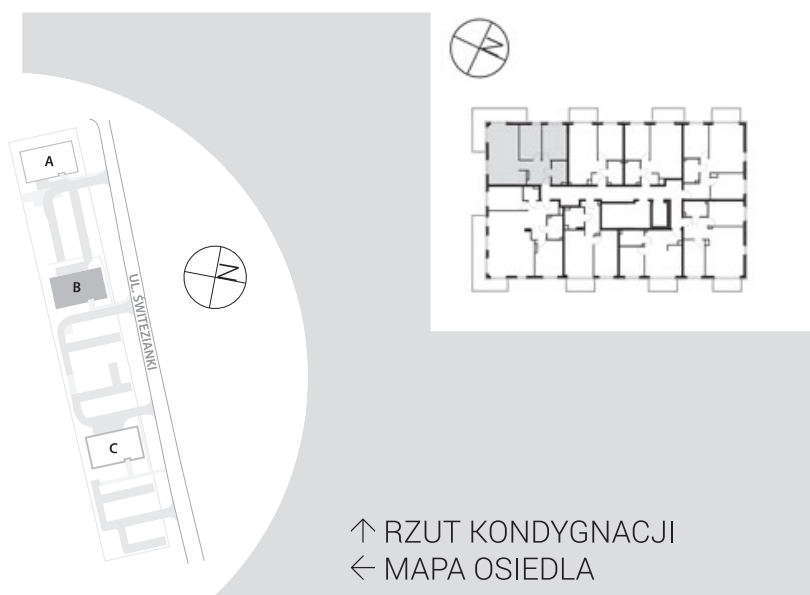 N
A
B
N
UL. ŚWITEZIANKI
C
↑ RZUT KONDYGNACJI
← MAPA OSIEDLA